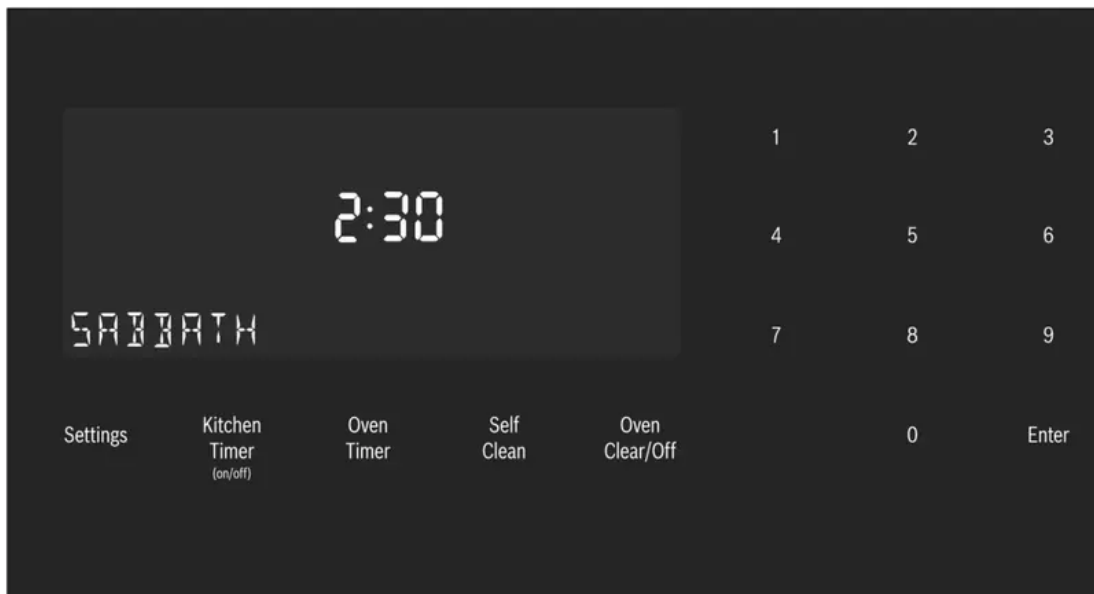 1 2 3
2:30
4 5 6
SABBATH
7 8 9
Settings Kitchen Timer (on/off) Oven Timer Self Clean Oven Clear/Off 0 Enter